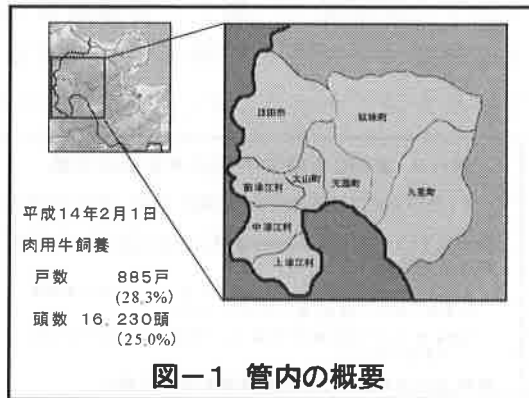 日田市
玖珠町
大山町
天瀬町
九重町
前津江村
中津江村
上津江村
平成14年2月1日
肉用牛飼養
戸数 885戸
(28.3%)
頭数 16,230頭
(25.0%)
図－1 管内の概要